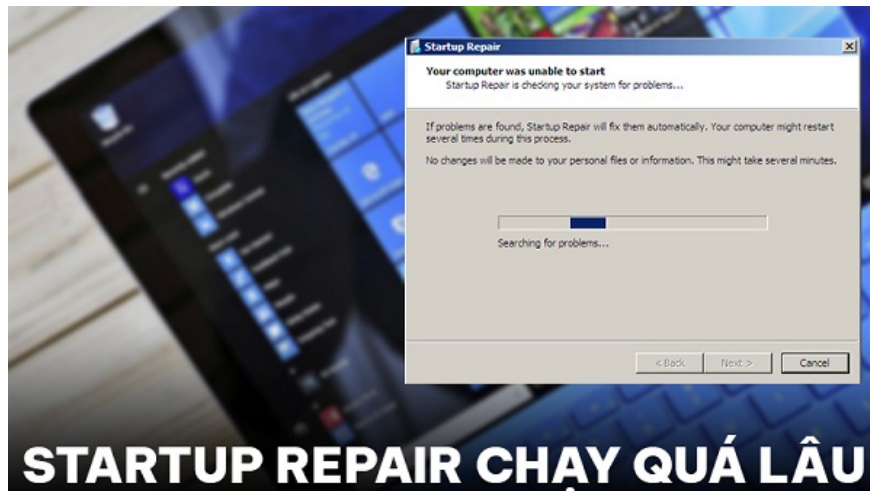 Startup Repair
Your computer was unable to start
Startup Repair is checking your system for problems...
If problems are found, Startup Repair will fix them automatically. Your computer might restart
several times during this process.
No changes will be made to your personal files or information. This might take several minutes.
Searching for problems...
< Back
Next >
Cancel
STARTUP REPAIR CHẠY QUÁ LÂU